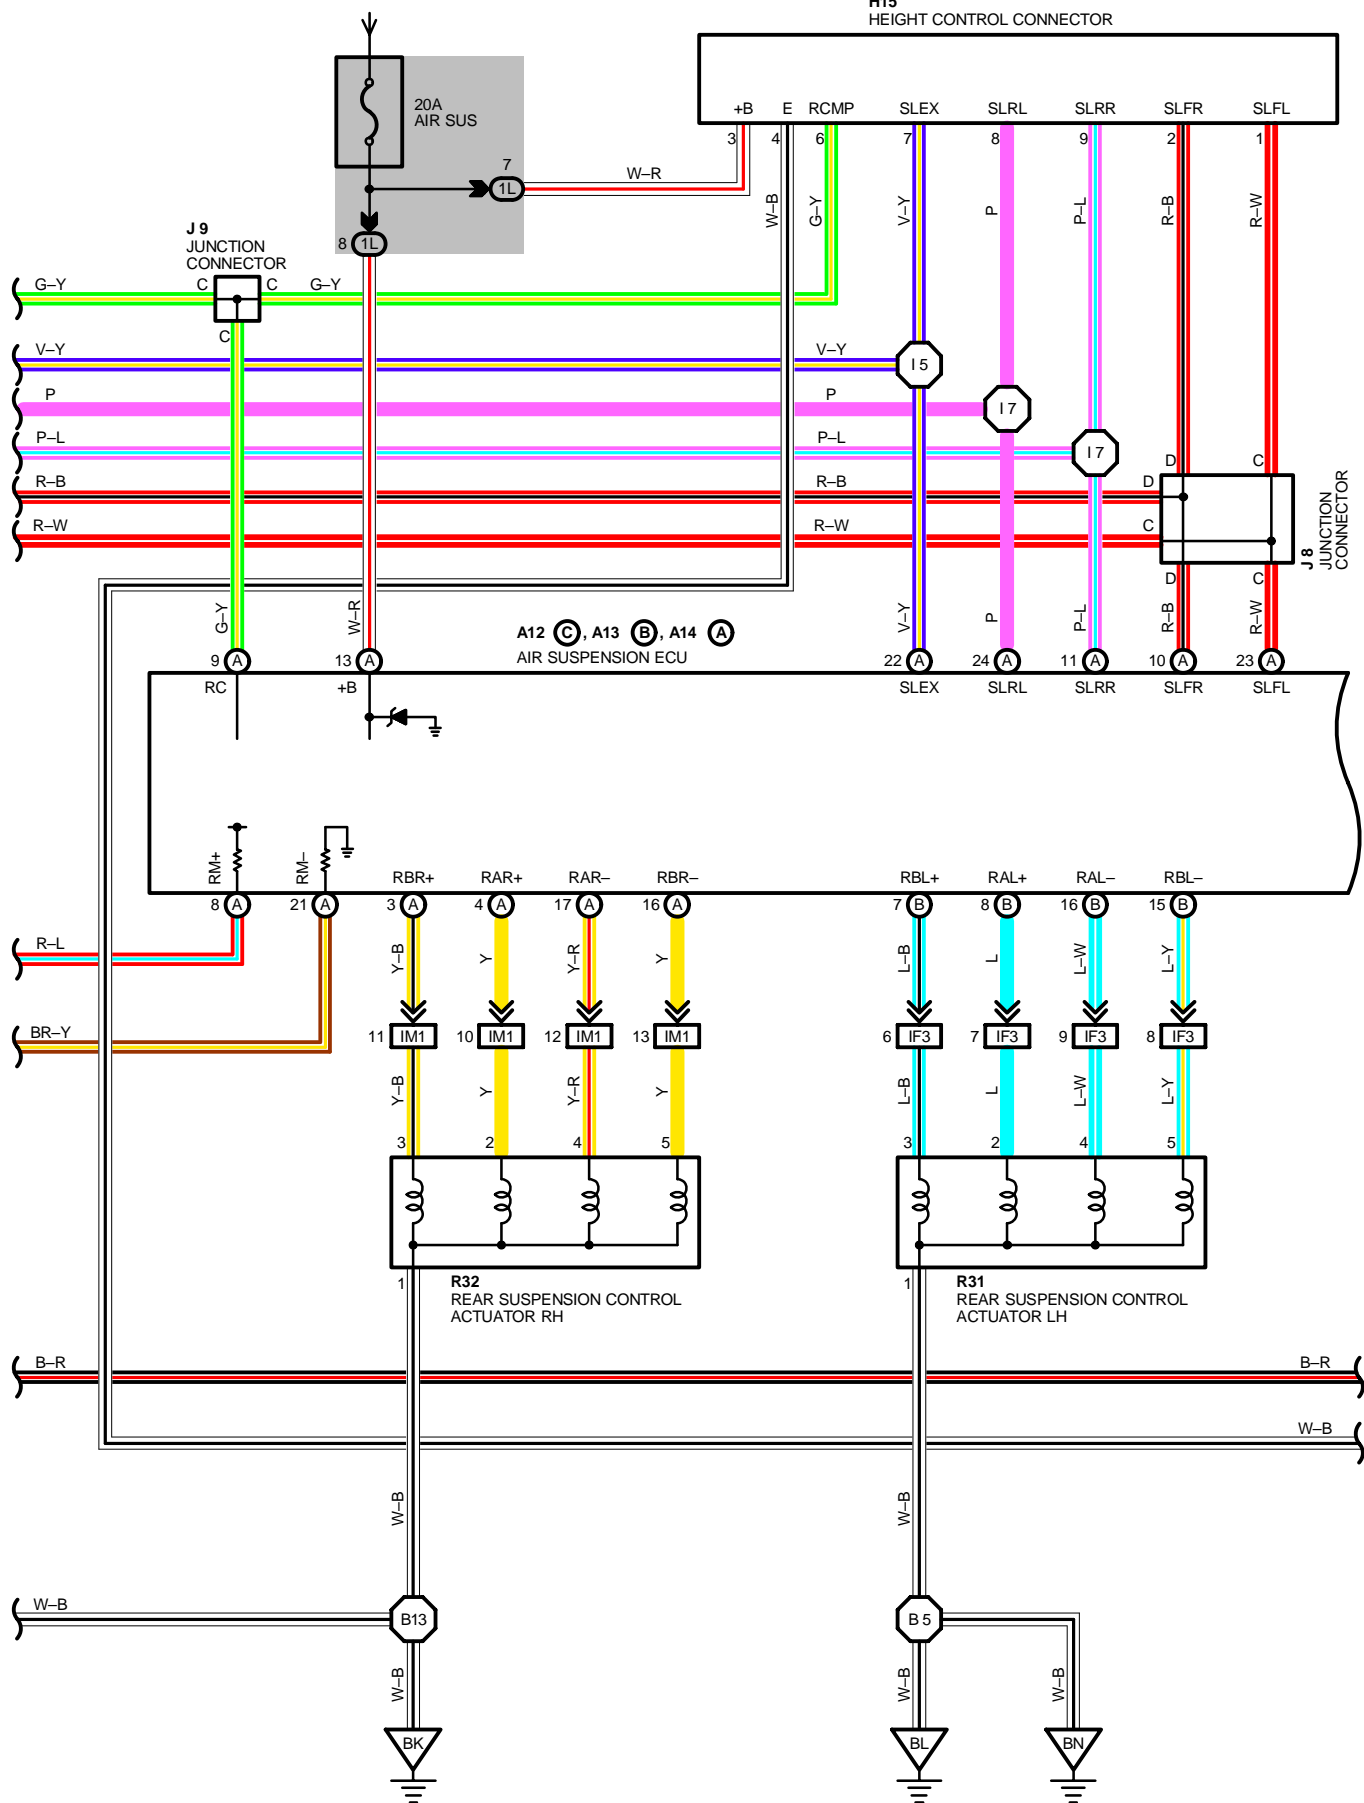 H15
HEIGHT CONTROL CONNECTOR
20A
AIR SUS
+B E RCMP SLEX SLRL SLRR SLFR SLFL
3 4 6 7 8 9 2 1
7
1L
W–R
8 1L
W–B G–Y V–Y P P–L R–B R–W
J 9
JUNCTION
CONNECTOR
G–Y C C G–Y
C
V–Y V–Y I 5
P P I 7
P–L P–L I 7
D C
R–B R–B D
R–W R–W C
J 8
JUNCTION
CONNECTOR
D C
G–Y W–R V–Y P P–L R–B R–W
A12 C , A13 B , A14 A
AIR SUSPENSION ECU
9 A 13 A 22 A 24 A 11 A 10 A 23 A
RC +B SLEX SLRL SLRR SLFR SLFL
RM+ RM– RBR+ RAR+ RAR– RBR– RBL+ RAL+ RAL– RBL–
8 A 21 A 3 A 4 A 17 A 16 A 7 B 8 B 16 B 15 B
R–L
Y–B Y Y–R Y L–B L L–W L–Y
BR–Y
11 IM1 10 IM1 12 IM1 13 IM1 6 IF3 7 IF3 9 IF3 8 IF3
Y–B Y Y–R Y L–B L L–W L–Y
3 2 4 5 3 2 4 5
1 R32
REAR SUSPENSION CONTROL
ACTUATOR RH
1 R31
REAR SUSPENSION CONTROL
ACTUATOR LH
B–R B–R
W–B
W–B W–B
W–B B13 B 5
W–B W–B W–B
BK BL BN